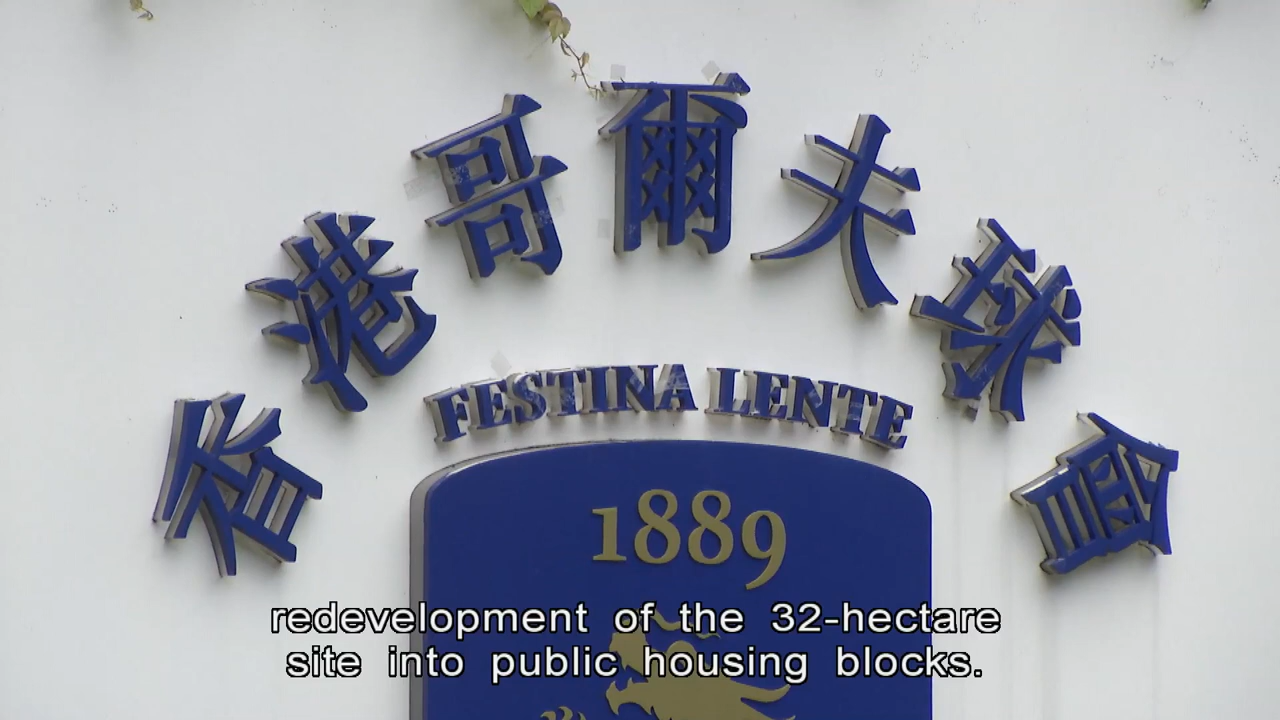 香港哥爾夫球會
FESTINA LENTE
1889
redevelopment of the 32-hectare
site into public housing blocks.